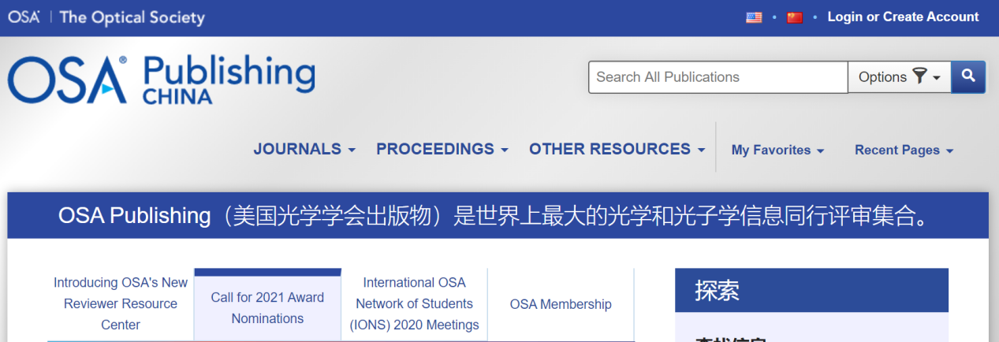 OSA® | The Optical Society
Login or Create Account
OSA® Publishing
CHINA
Search All Publications
Options
JOURNALS
PROCEEDINGS
OTHER RESOURCES
My Favorites
Recent Pages
OSA Publishing（美国光学学会出版物）是世界上最大的光学和光子学信息同行评审集合。
Introducing OSA's New
Reviewer Resource
Center
Call for 2021 Award
Nominations
International OSA
Network of Students
(IONS) 2020 Meetings
OSA Membership
探索